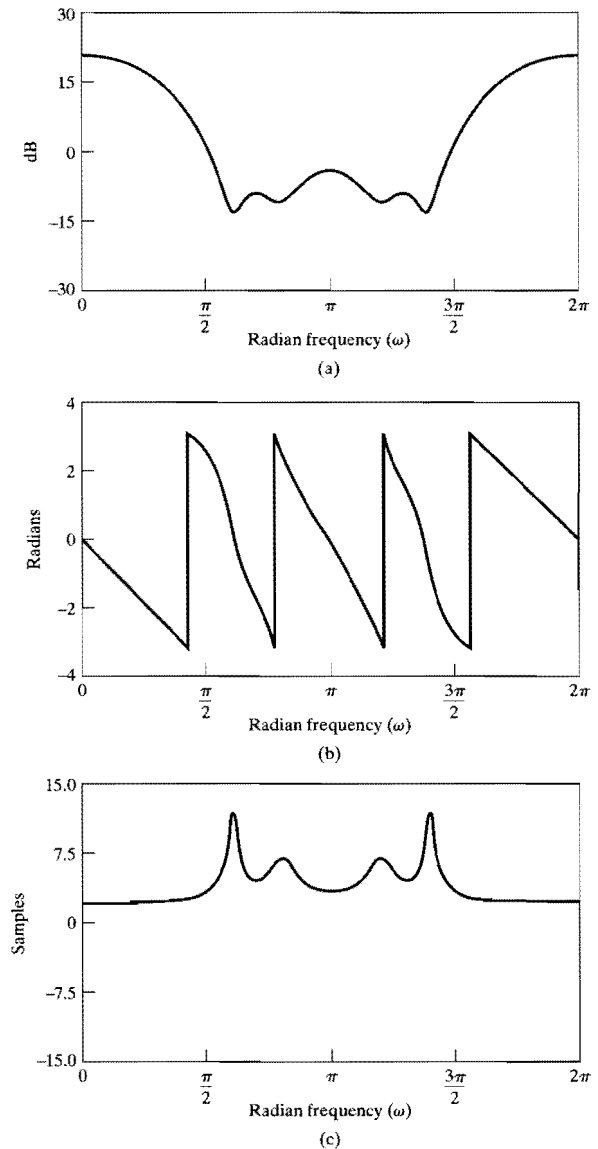 30
15
0
–15
–30
dB
0
π/2
π
3π/2
2π
Radian frequency (ω)
(a)
4
2
0
–2
–4
Radians
0
π/2
π
3π/2
2π
Radian frequency (ω)
(b)
15.0
7.5
0
–7.5
–15.0
Samples
0
π/2
π
3π/2
2π
Radian frequency (ω)
(c)